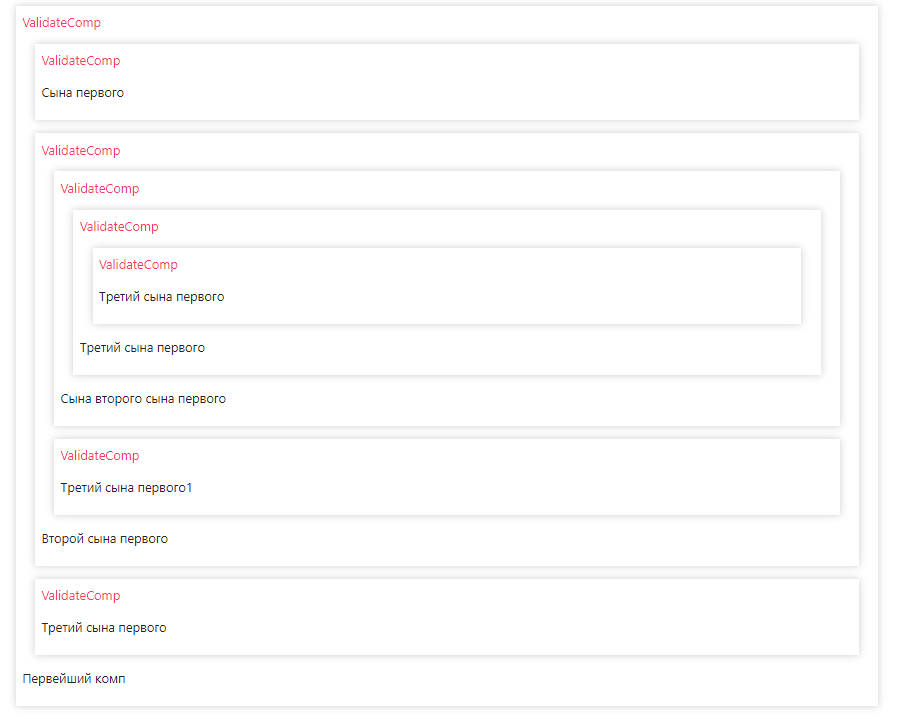 ValidateComp
ValidateComp
Сына первого
ValidateComp
ValidateComp
ValidateComp
ValidateComp
Третий сына первого
Третий сына первого
Сына второго сына первого
ValidateComp
Третий сына первого1
Второй сына первого
ValidateComp
Третий сына первого
Первейший комп